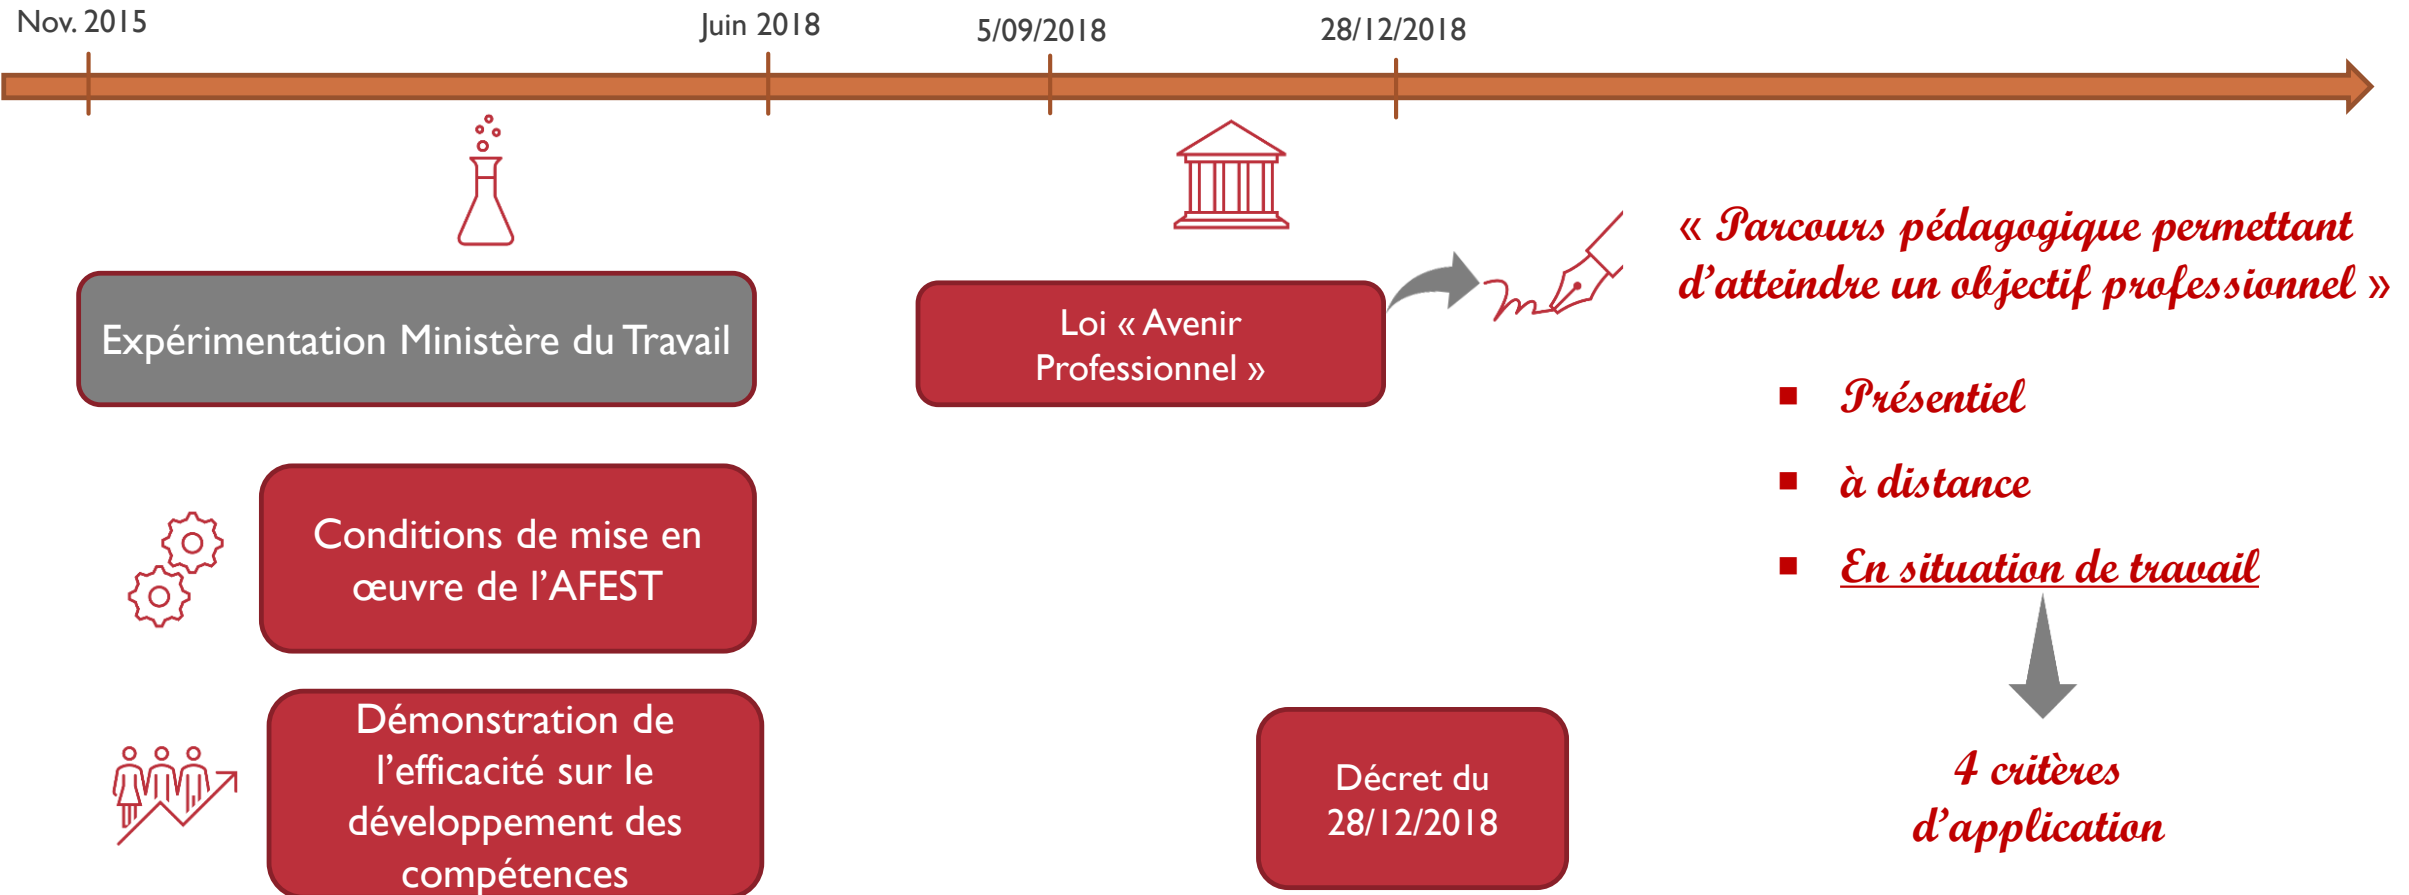 Nov. 2015
Juin 2018
5/09/2018
28/12/2018
Expérimentation Ministère du Travail
Loi « Avenir
Professionnel »
« Parcours pédagogique permettant
d’atteindre un objectif professionnel »
▪ Présentiel
▪ à distance
▪ En situation de travail
Conditions de mise en
œuvre de l’AFEST
Démonstration de
l’efficacité sur le
développement des
compétences
Décret du
28/12/2018
4 critères
d’application